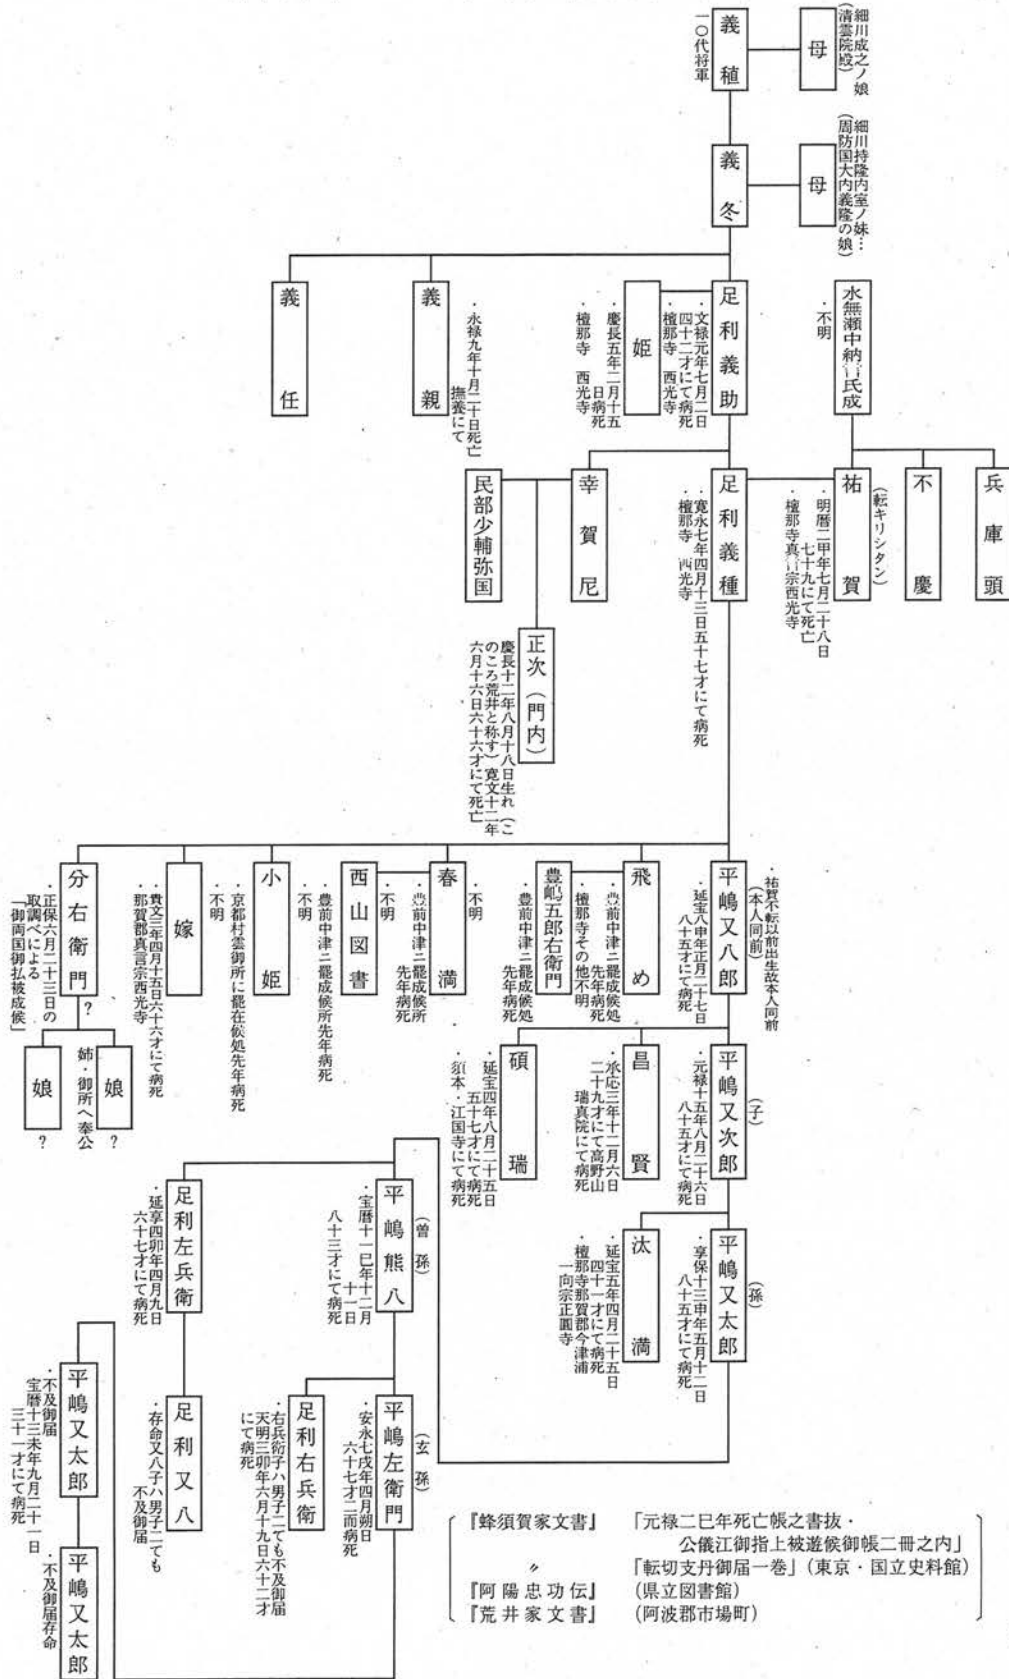 細川成之ノ娘
(清雲院殿)
母
義稙
一〇代将軍
細川持隆内室ノ妹…
(周防国大内義隆の娘)
母
義冬
水無瀬中納言氏成
・不明
足利義助
・文禄元年七月二日
四十二才にて病死
・檀那寺 西光寺
姫
・慶長五年二月十五
日病死
・檀那寺 西光寺
義親
・永禄九年十月二十日死亡
撫養にて
義任
兵庫頭
不慶
(転キリシタン)
祐賀
・明暦二甲年七月二十八日
七十九にて死亡
・檀那寺真言宗西光寺
足利義種
・寛永七年四月十三日五十七才にて病死
・檀那寺 西光寺
幸賀尼
民部少輔弥国
正次(門内)
慶長十二年八月十八日生れ(こ
のころ荒井と称す)寛文十二年
六月十六日六十六才にて死亡
・祐賀不転以前出生故本人同前
(本人同前)
平嶋又八郎
・延宝八申年正月二十七日
八十五才にて病死
飛め
・豊前中津ニ罷成候処
先年病死
・檀那寺その他不明
豊嶋五郎右衛門
・豊前中津ニ罷成候処
先年病死
・不明
春満
・豊前中津ニ罷成候所
先年病死
・不明
西山図書
・豊前中津ニ罷成候所先年病死
・不明
小姫
・京都村雲御所に罷在候処先年病死
・不明
嫁
・貴文三年四月十五日六十六才にて病死
・那賀郡真言宗西光寺
分右衛門
・正保六月二十三日の
取調べによる
「御両国御払被成候」
?
娘
?
姉・御所へ奉公
娘
?
(子)
平嶋又次郎
・元禄十五年八月二十六日
八十五才にて病死
昌賢
・承応三年十二月六日
二十九才にて高野山
瑞真院にて病死
碩瑞
・延宝四年八月二十五日
五十七才にて病死
・須本・江国寺にて病死
(孫)
平嶋又太郎
・享保十三申年五月十二日
八十五才にて病死
汰満
・延宝五年四月二十五日
四十一才にて病死
・檀那寺那賀郡今津浦
一向宗正圓寺
(曽孫)
平嶋熊八
・宝暦十一巳年十二月
十一日
八十三才にて病死
足利左兵衛
・延享四卯年四月九日
六十七才にて病死
(玄孫)
平嶋左衛門
・安永七戌年四月朔日
六十七才ニ而病死
足利右兵衛
・右兵衛子ハ男子ニても不及御届
天明三卯年六月十九日六十二才
にて病死
足利又八
・存命又八子ハ男子ニても
不及御届
平嶋又太郎
・不及御届
宝暦十三未年九月二十一日
三十一才にて病死
平嶋又太郎
・不及御届存命
『蜂須賀家文書』 「元禄二巳年死亡帳之書抜・
公儀江御指上被遊候御帳二冊之内」
〃 「転切支丹御届一巻」(東京・国立史料館)
『阿陽忠功伝』 (県立図書館)
『荒井家文書』 (阿波郡市場町)